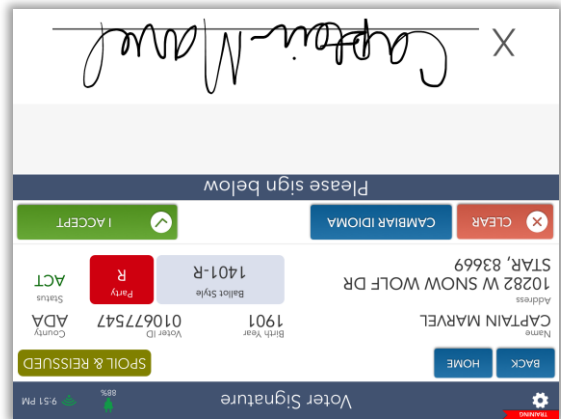 TRAINING
Voter Signature
88%
9:51 PM
BACK
HOME
SPOIL & REISSUED
Name
CAPTAIN MARVEL
Birth Year
1901
Voter ID
010677547
County
ADA
Address
10282 W SNOW WOLF DR
STAR, 83669
Ballot Style
1401-R
Party
R
Status
ACT
CLEAR
CAMBIAR IDIOMA
I ACCEPT
Please sign below
X Captain Marvel